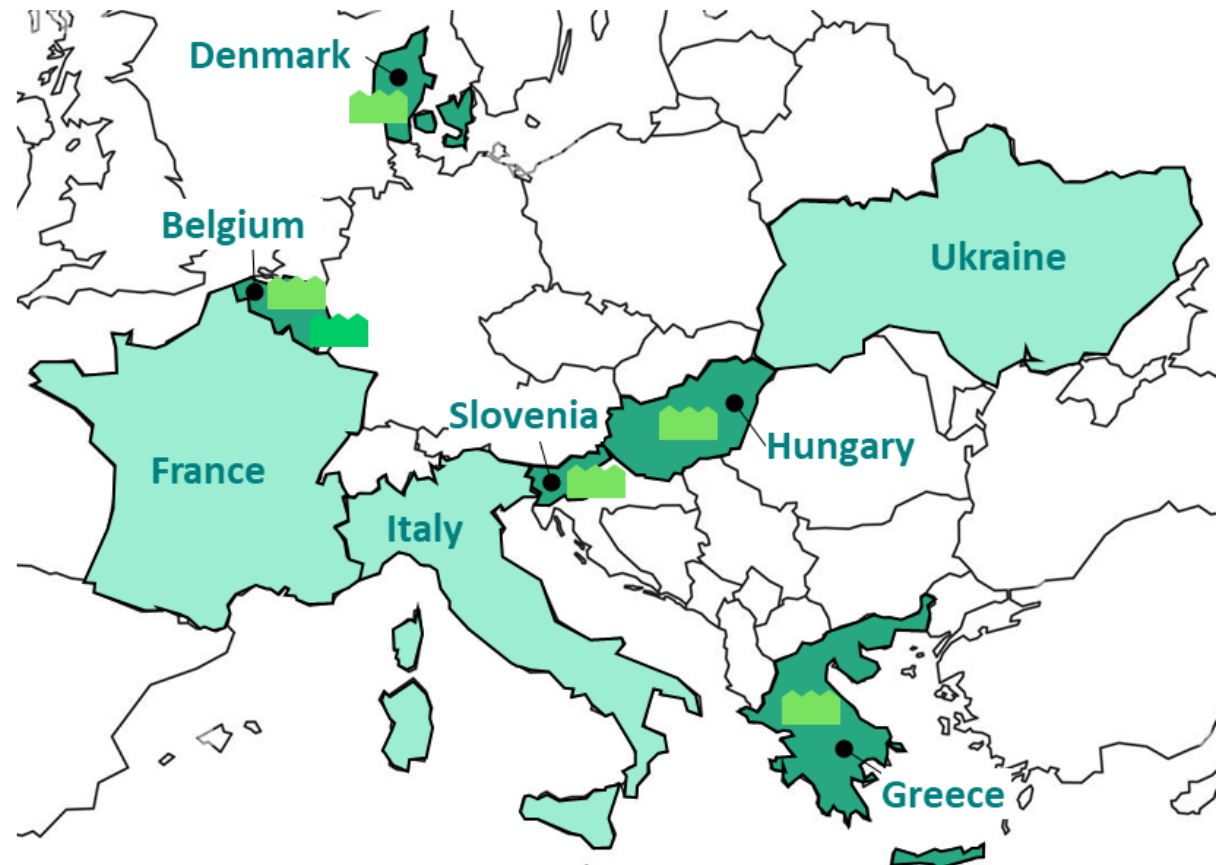 Denmark
Belgium
Ukraine
Slovenia
Hungary
France
Italy
Greece